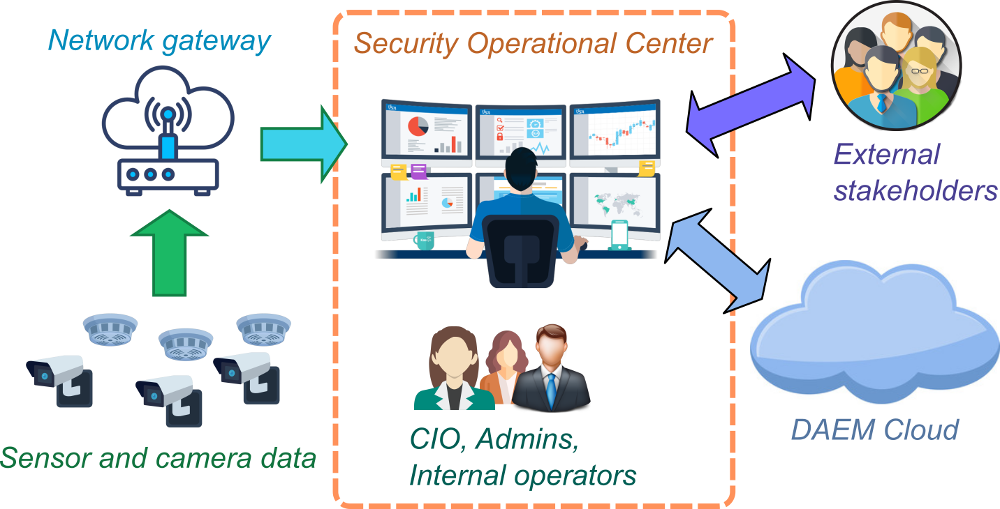 Network gateway
Security Operational Center
External
stakeholders
Sensor and camera data
CIO, Admins,
Internal operators
DAEM Cloud